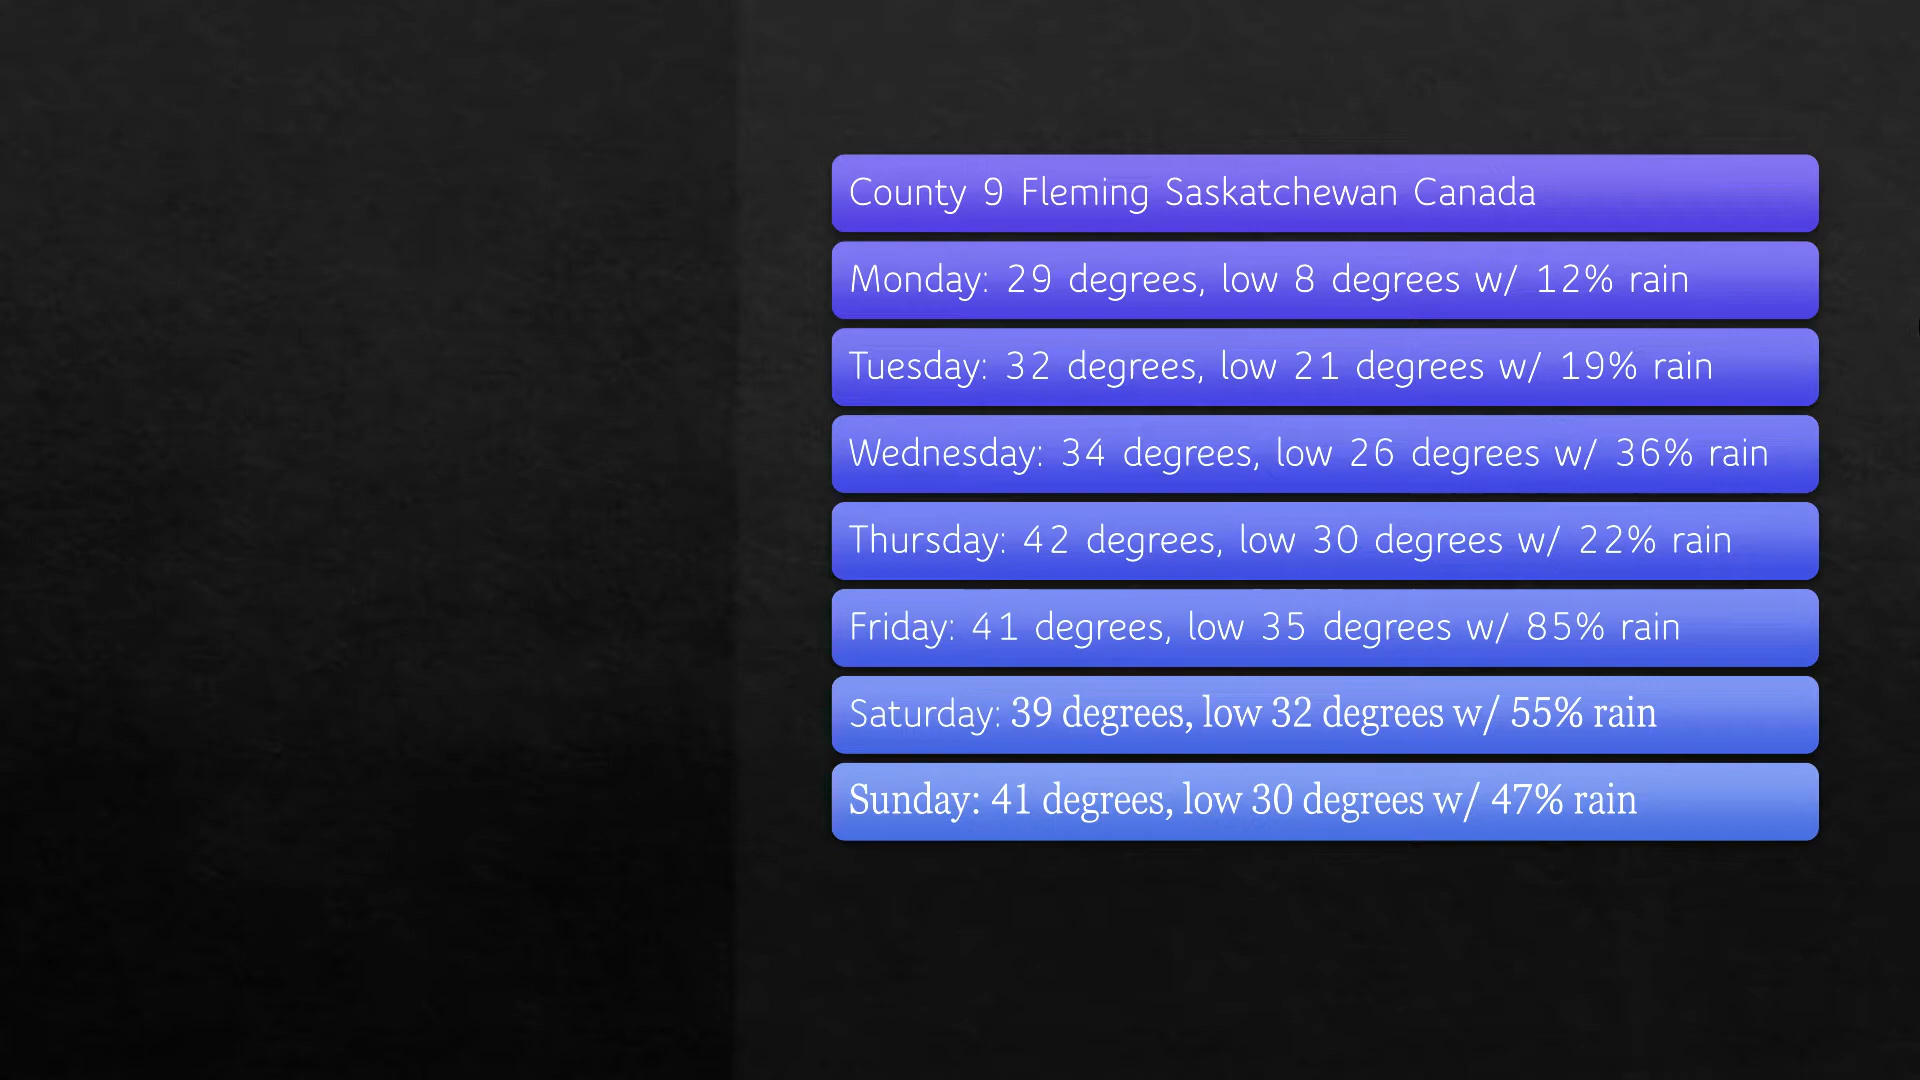 County 9 Fleming Saskatchewan Canada
Monday: 29 degrees, low 8 degrees w/ 12% rain
Tuesday: 32 degrees, low 21 degrees w/ 19% rain
Wednesday: 34 degrees, low 26 degrees w/ 36% rain
Thursday: 42 degrees, low 30 degrees w/ 22% rain
Friday: 41 degrees, low 35 degrees w/ 85% rain
Saturday: 39 degrees, low 32 degrees w/ 55% rain
Sunday: 41 degrees, low 30 degrees w/ 47% rain